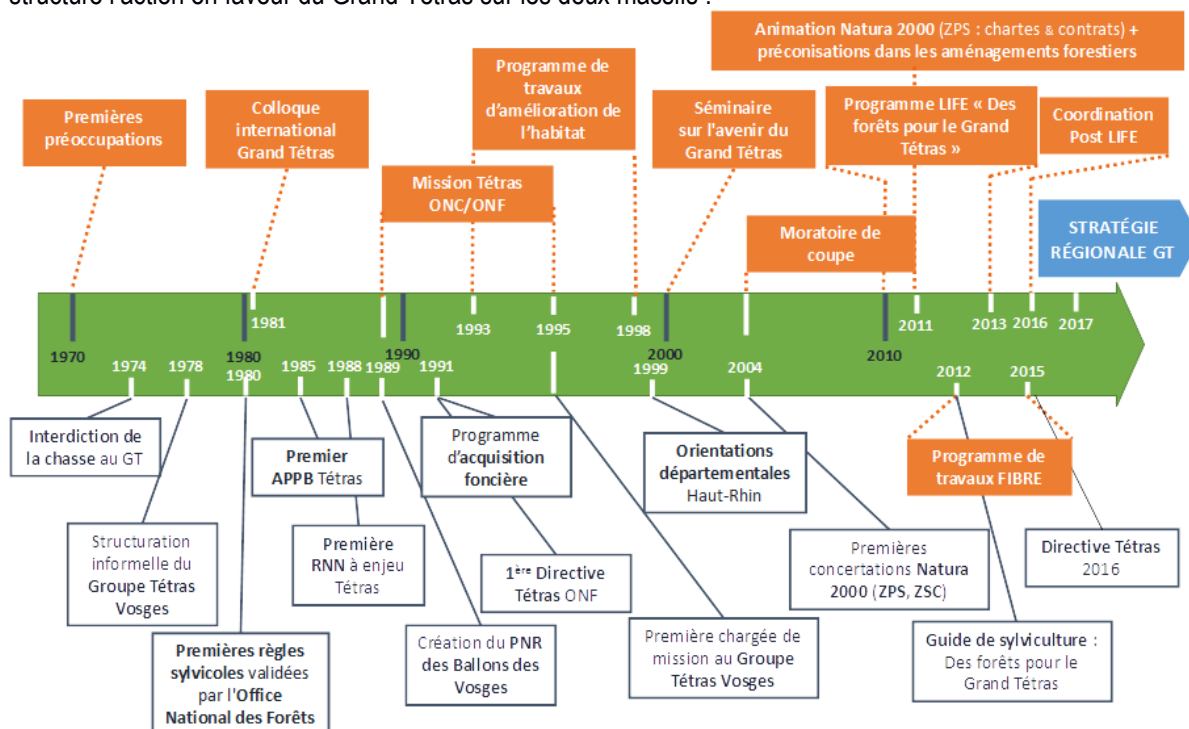 structure l'action en faveur du Grand Tétras sur les deux massifs :
Animation Natura 2000 (ZPS : chartes & contrats) +
préconisations dans les aménagements forestiers
Premières
préoccupations
Colloque
international
Grand Tétras
Programme de
travaux
d'amélioration de
l'habitat
Séminaire
sur l'avenir du
Grand Tétras
Programme LIFE « Des
forêts pour le Grand
Tétras »
Coordination
Post LIFE
Mission Tétras
ONC/ONF
Moratoire de
coupe
STRATÉGIE
RÉGIONALE GT
1970
1980
1981
1990
1993
1995
1998
2000
2010
2011
2013
2016
2017
1974
1978
1980
1985
1988
1989
1991
1999
2004
2012
2015
Interdiction de
la chasse au GT
Structuration
informelle du
Groupe Tétras
Vosges
Premières règles
sylvicoles validées
par l'Office
National des Forêts
Premier
APPB Tétras
Première
RNN à enjeu
Tétras
Création du PNR
des Ballons des
Vosges
Programme
d'acquisition
foncière
1ère Directive
Tétras ONF
Première chargée de
mission au Groupe
Tétras Vosges
Orientations
départementales
Haut-Rhin
Premières
concertations Natura
2000 (ZPS, ZSC)
Programme de
travaux FIBRE
Guide de sylviculture :
Des forêts pour le
Grand Tétras
Directive Tétras
2016